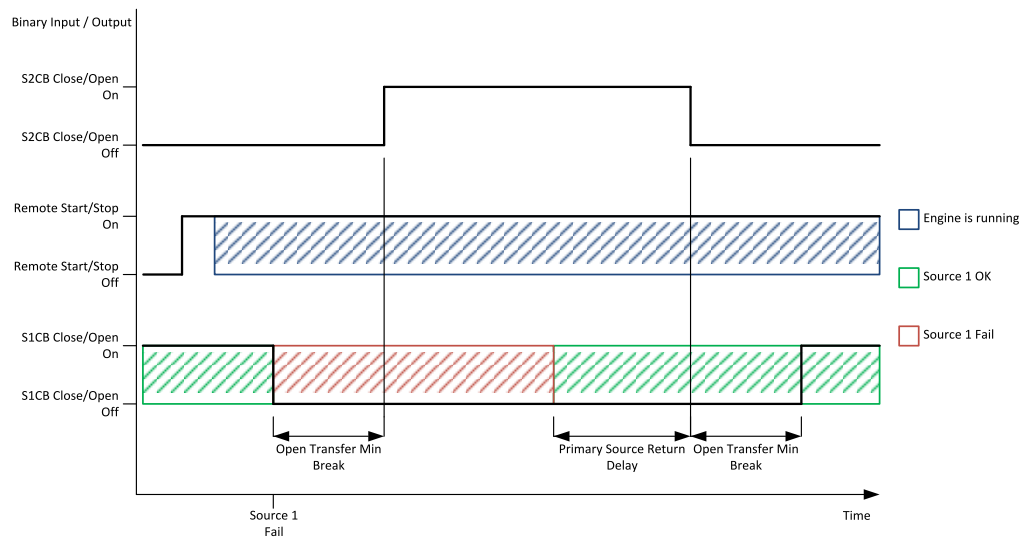 Binary Input / Output
S2CB Close/Open
On
S2CB Close/Open
Off
Remote Start/Stop
On
Remote Start/Stop
Off
S1CB Close/Open
On
S1CB Close/Open
Off
Engine is running
Source 1 OK
Source 1 Fail
Open Transfer Min
Break
Primary Source Return
Delay
Open Transfer Min
Break
Source 1
Fail
Time